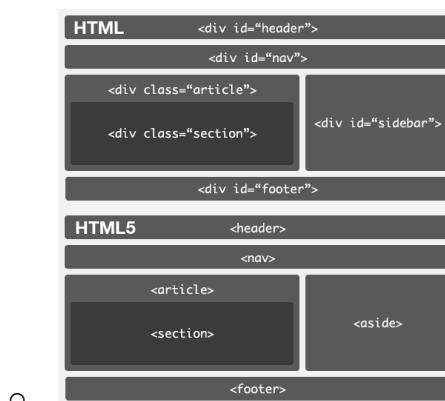 HTML <div id=“header”>
<div id=“nav”>
<div class=“article”>
<div class=“section”>
<div id=“sidebar”>
<div id=“footer”>
HTML5 <header>
<nav>
<article>
<section>
<aside>
<footer>